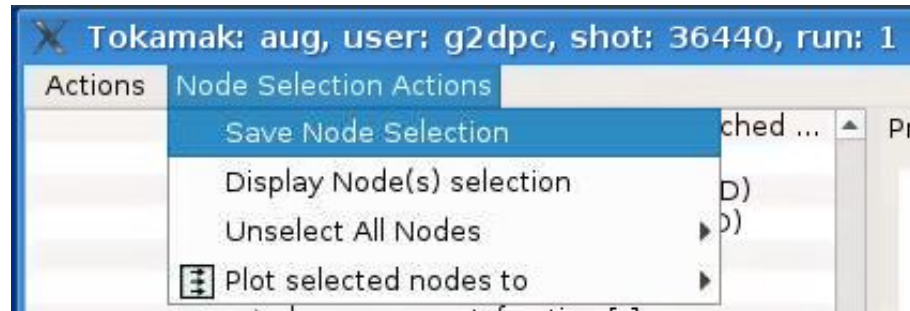 Tokamak: aug, user: g2dpc, shot: 36440, run: 1
Actions Node Selection Actions
Save Node Selection
ched ...
Display Node(s) selection
D)
Unselect All Nodes
Plot selected nodes to